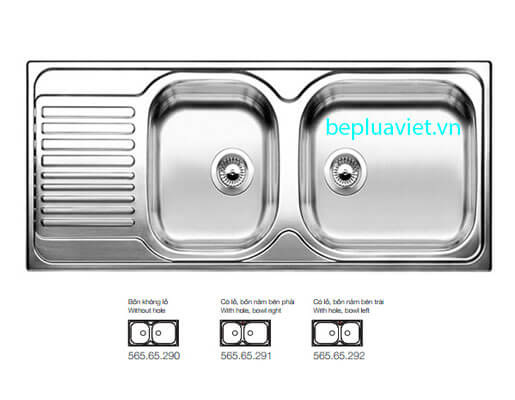 bepluaviet.vn
Bồn không lỗ
Without hole
565.65.290
Có lỗ, bồn nằm bên phải
With hole, bowl right
565.65.291
Có lỗ, bồn nằm bên trái
With hole, bowl left
565.65.292